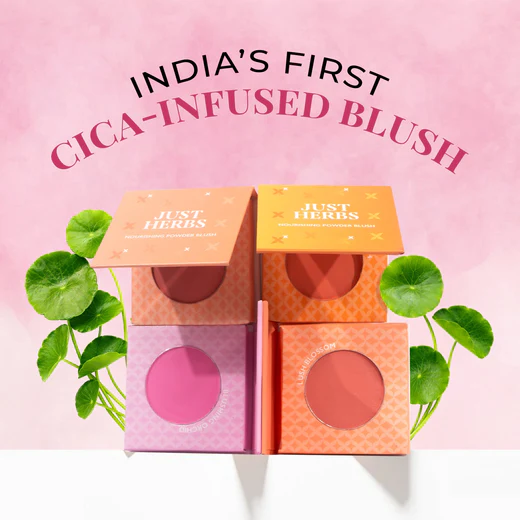 INDIA'S FIRST
CICA-INFUSED BLUSH
JUST
HERBS
NOURISHING POWDER BLUSH
JUST
HERBS
NOURISHING POWDER BLUSH